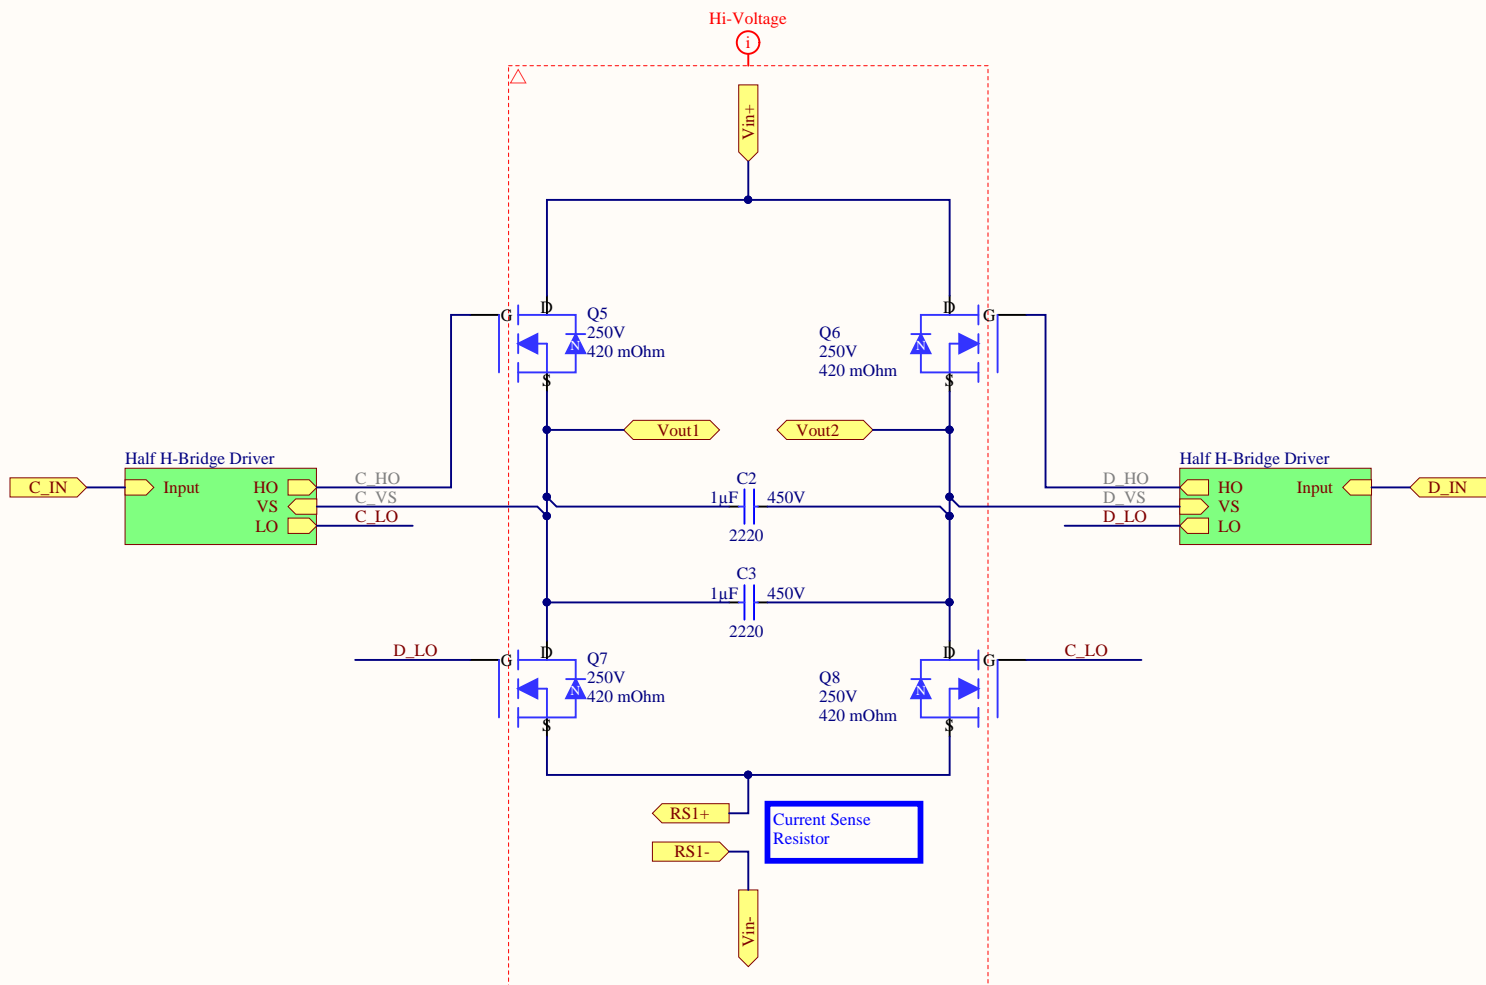 Hi-Voltage
i
Vin+
D
G
Q5
250V
420 mOhm
N
S
D
G
Q6
250V
420 mOhm
N
S
Vout1
Vout2
Half H-Bridge Driver
C_IN
Input
HO
VS
LO
C_HO
C_VS
C_LO
C2
1µF
450V
2220
Half H-Bridge Driver
D_HO
D_VS
D_LO
HO
VS
LO
Input
D_IN
C3
1µF
450V
2220
D_LO
G
D
Q7
250V
420 mOhm
N
S
D
G
C_LO
Q8
250V
420 mOhm
N
S
RS1+
RS1-
Current Sense
Resistor
Vin-